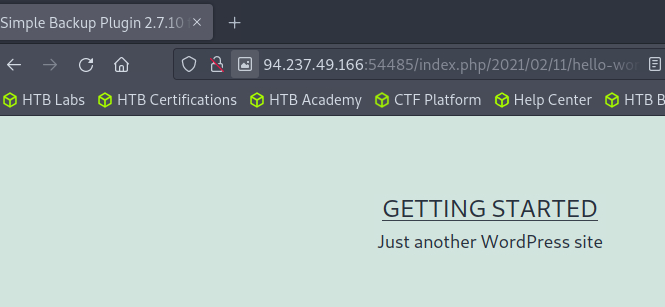 Simple Backup Plugin 2.7.10
94.237.49.166:54485/index.php/2021/02/11/hello-wor
HTB Labs HTB Certifications HTB Academy CTF Platform Help Center HTB B
GETTING STARTED
Just another WordPress site